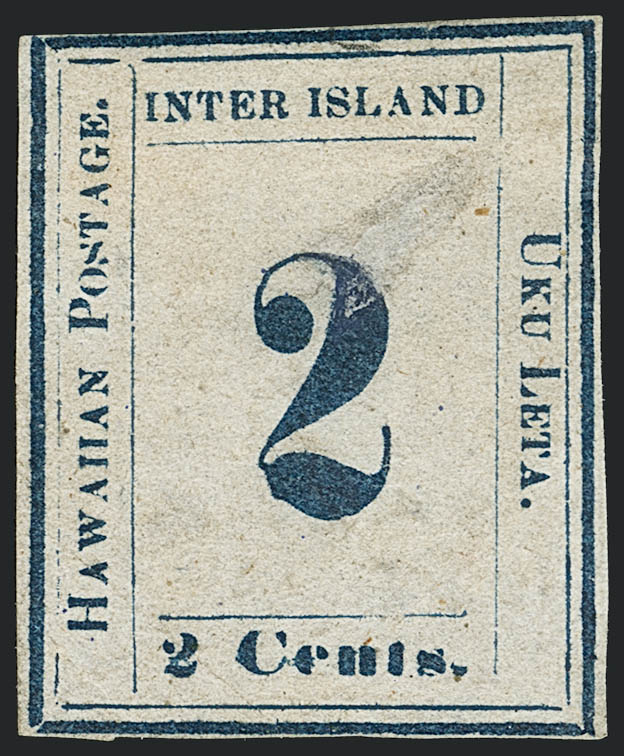 INTER ISLAND
HAWAIIAN POSTAGE.
2
UKU LETA.
2 Cents.